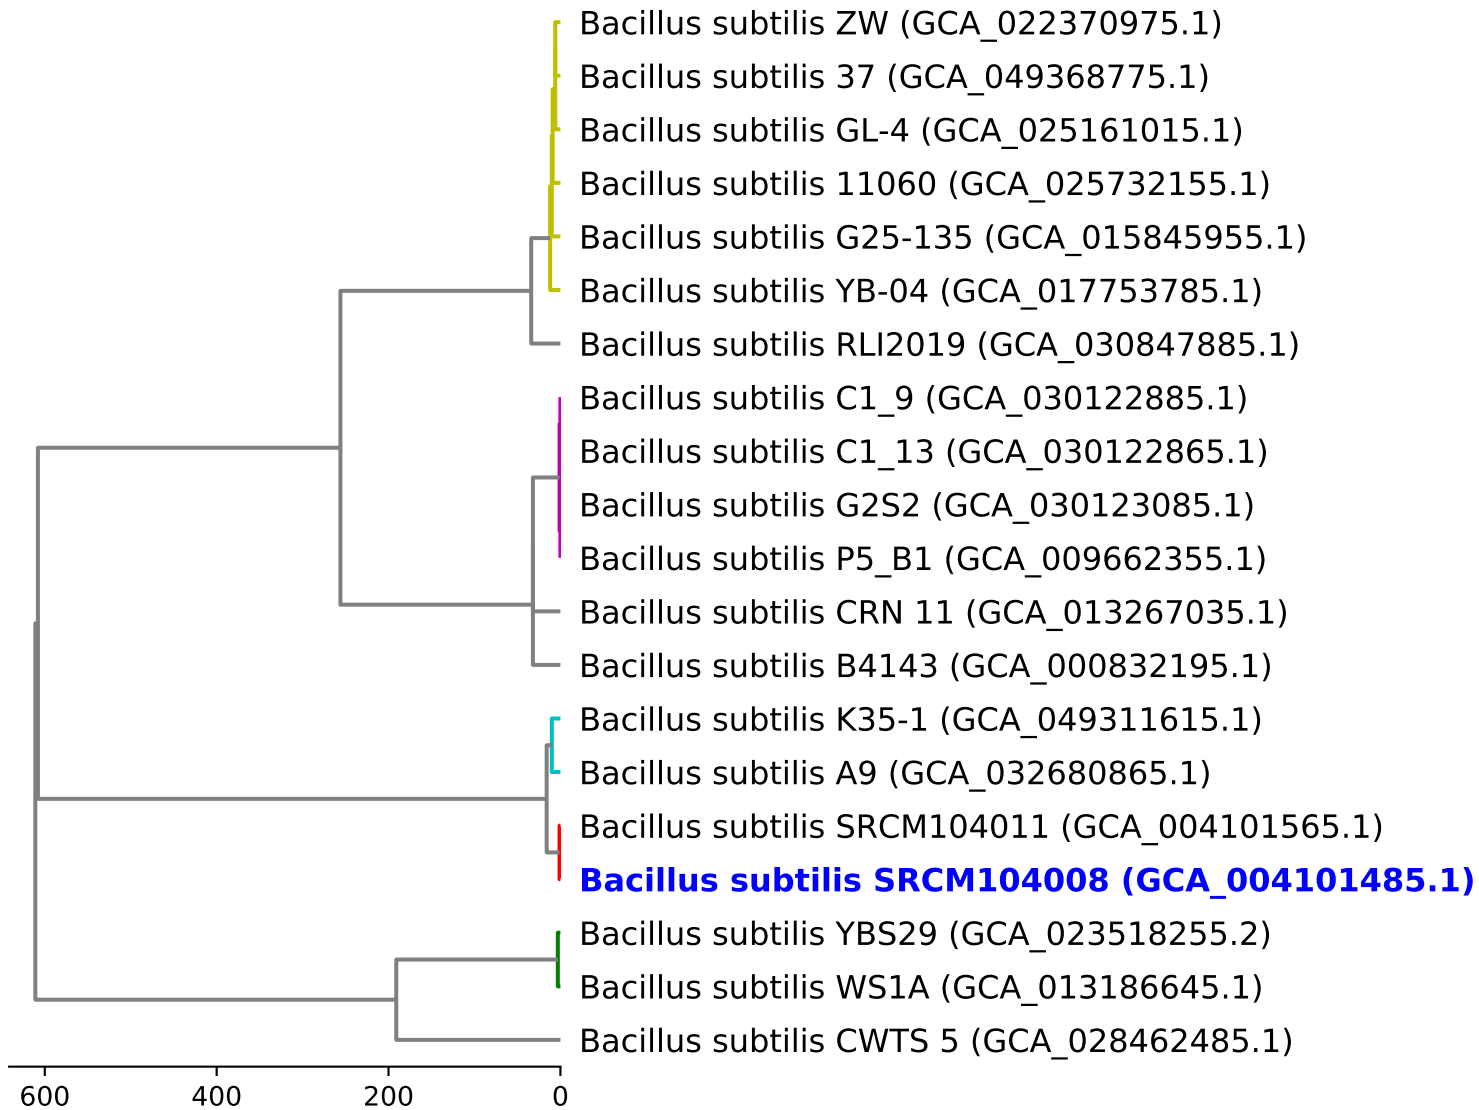 Bacillus subtilis ZW (GCA_022370975.1)
Bacillus subtilis 37 (GCA_049368775.1)
Bacillus subtilis GL-4 (GCA_025161015.1)
Bacillus subtilis 11060 (GCA_025732155.1)
Bacillus subtilis G25-135 (GCA_015845955.1)
Bacillus subtilis YB-04 (GCA_017753785.1)
Bacillus subtilis RLI2019 (GCA_030847885.1)
Bacillus subtilis C1_9 (GCA_030122885.1)
Bacillus subtilis C1_13 (GCA_030122865.1)
Bacillus subtilis G2S2 (GCA_030123085.1)
Bacillus subtilis P5_B1 (GCA_009662355.1)
Bacillus subtilis CRN 11 (GCA_013267035.1)
Bacillus subtilis B4143 (GCA_000832195.1)
Bacillus subtilis K35-1 (GCA_049311615.1)
Bacillus subtilis A9 (GCA_032680865.1)
Bacillus subtilis SRCM104011 (GCA_004101565.1)
Bacillus subtilis SRCM104008 (GCA_004101485.1)
Bacillus subtilis YBS29 (GCA_023518255.2)
Bacillus subtilis WS1A (GCA_013186645.1)
Bacillus subtilis CWTS 5 (GCA_028462485.1)
600 400 200 0